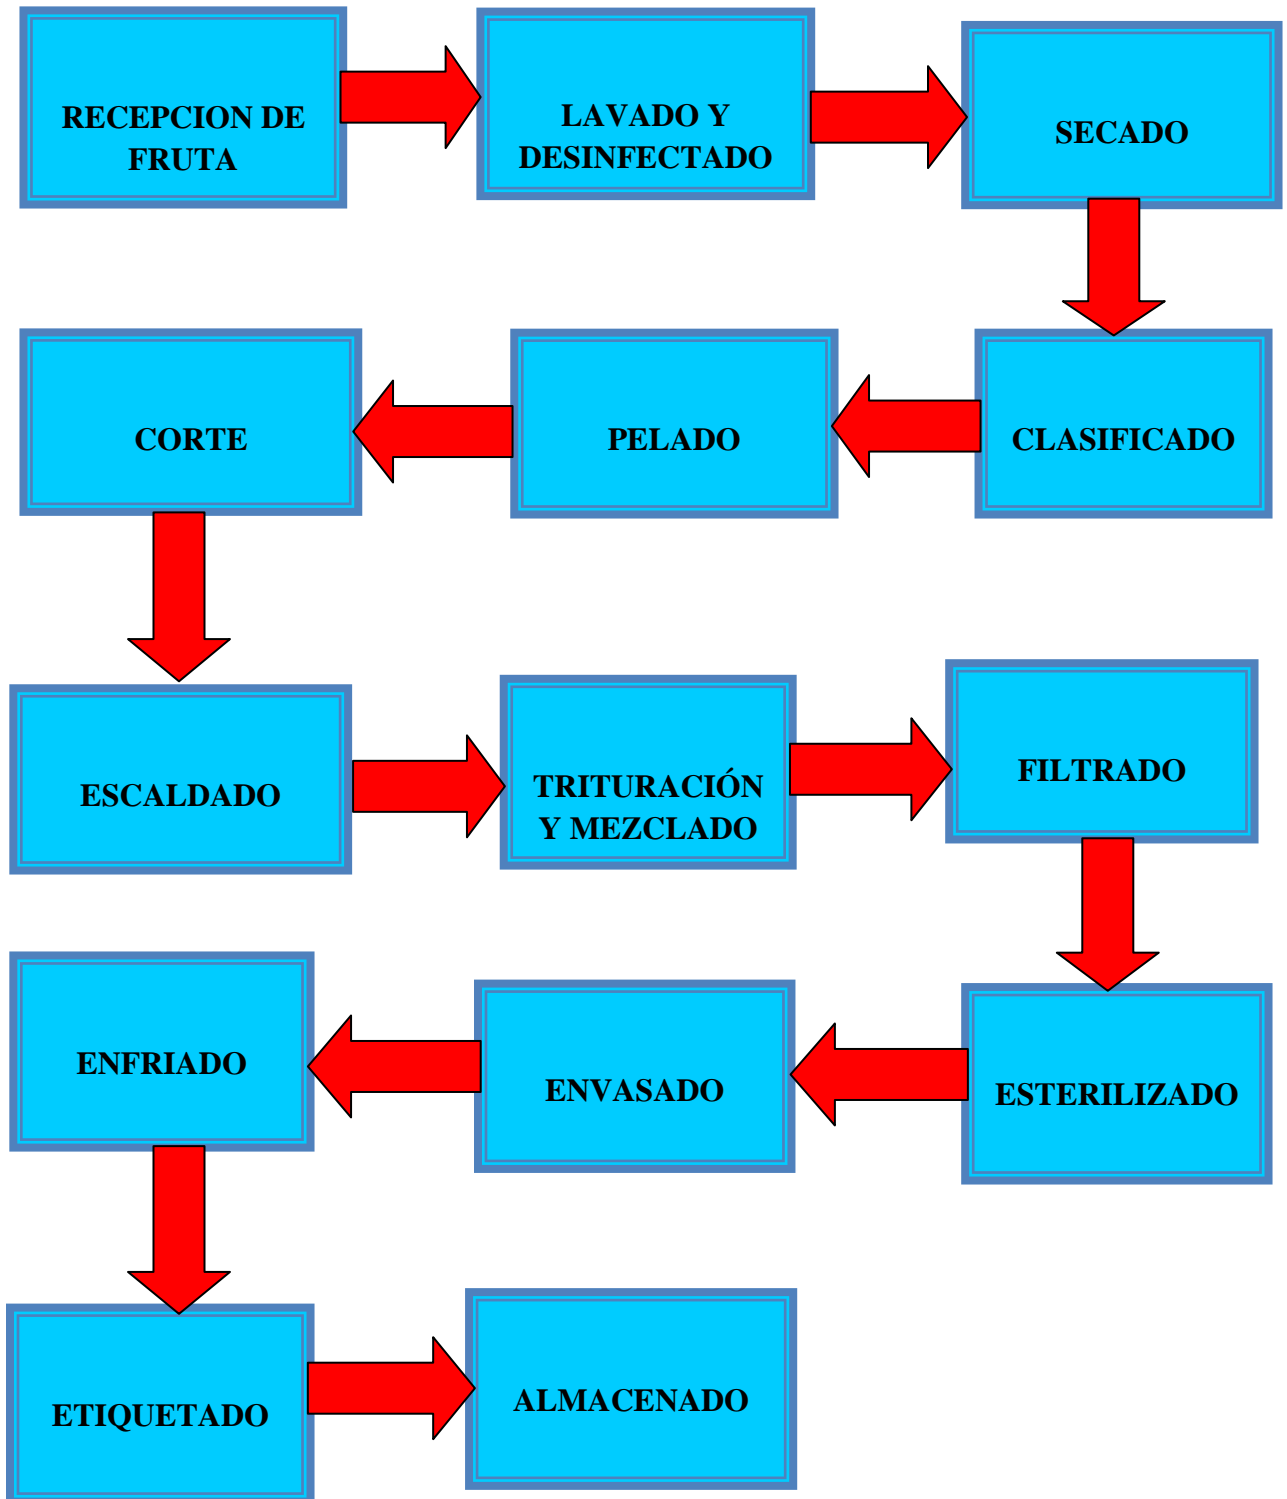 RECEPCION DE
FRUTA
LAVADO Y
DESINFECTADO
SECADO
CLASIFICADO
PELADO
CORTE
ESCALDADO
TRITURACIÓN
Y MEZCLADO
FILTRADO
ESTERILIZADO
ENVASADO
ENFRIADO
ETIQUETADO
ALMACENADO